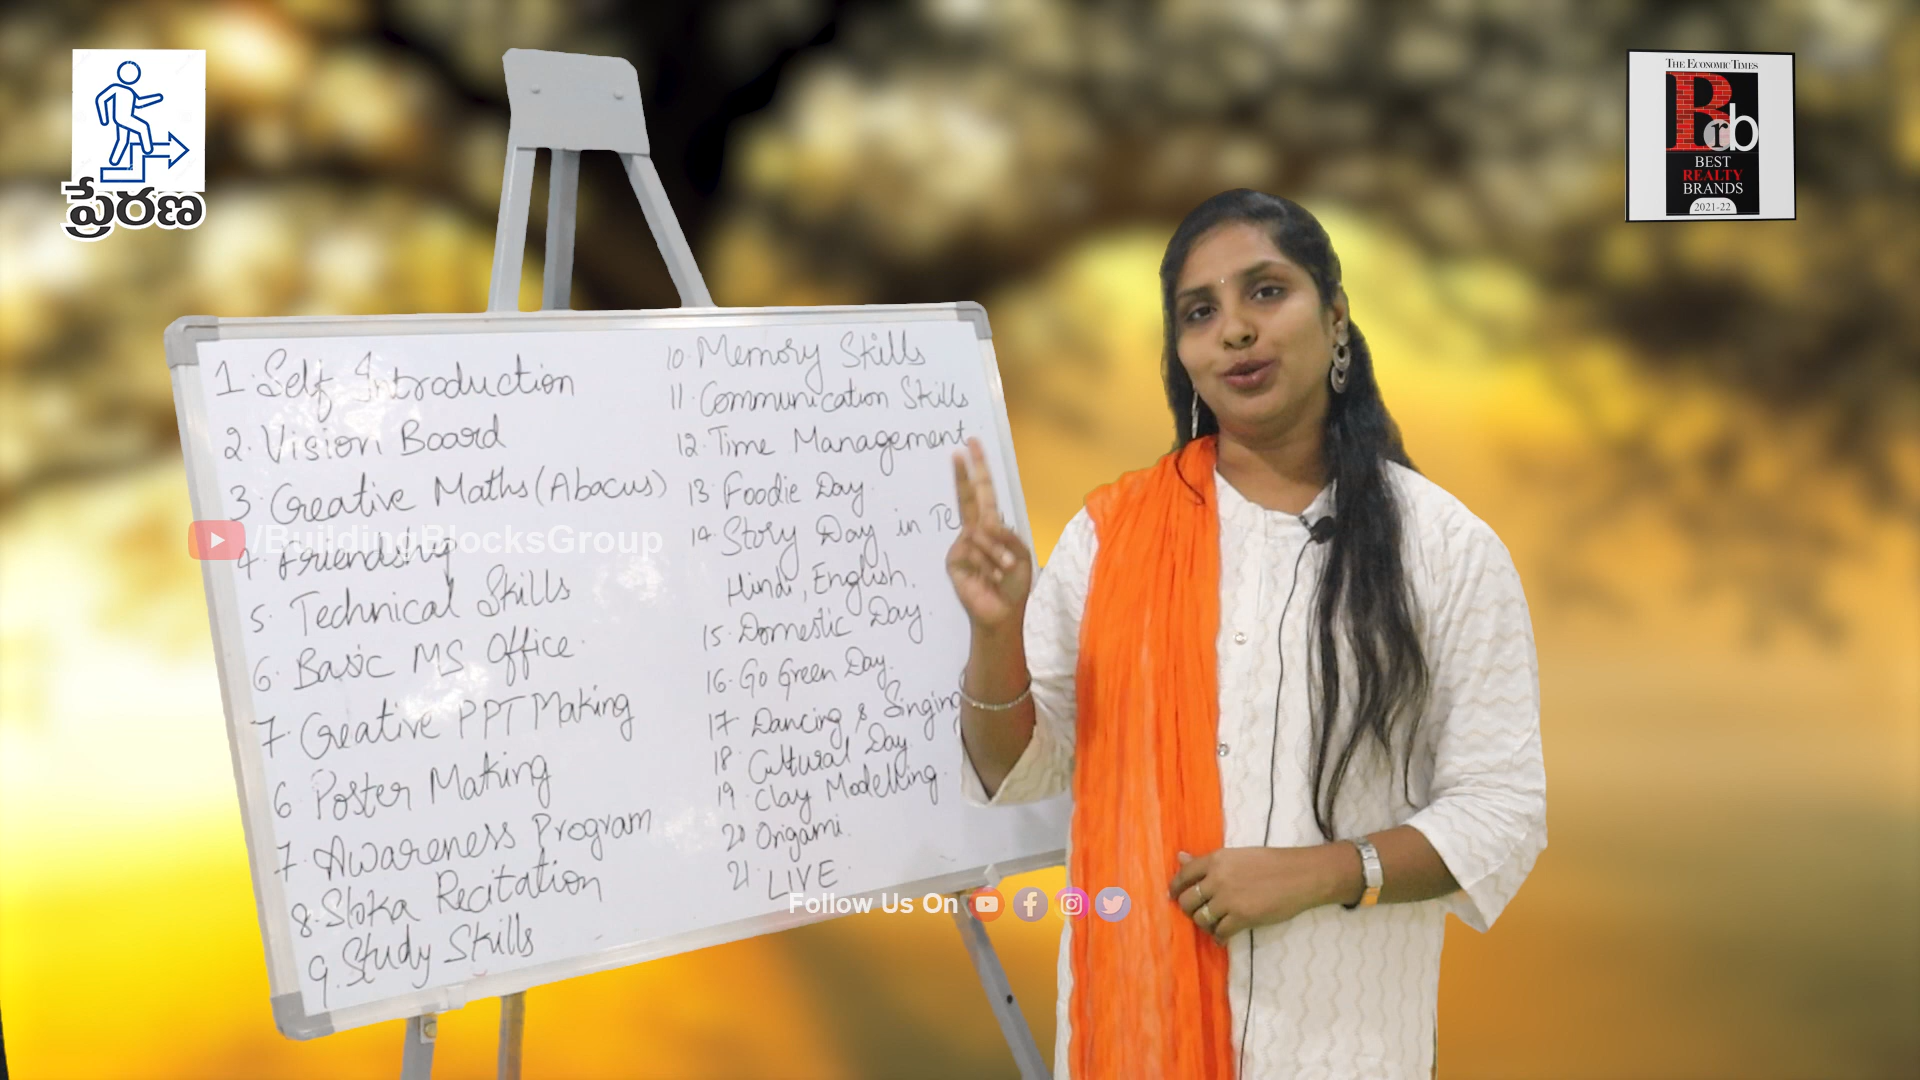 ప్రేరణ
THE ECONOMIC TIMES
Brb
BEST
REALTY
BRANDS
2021-22
1. Self Introduction
2. Vision Board
3. Creative Maths (Abacus)
/BuildingBlocksGroup
4. Friendship
5. Technical Skills
6. Basic MS Office.
7. Creative PPT Making
6 Poster Making
7. Awareness Program
8. Sloka Recitation
9. Study Skills
10. Memory Skills
11. Communication Skills
12. Time Management.
13. Foodie Day.
14. Story Day in
Hindi, English.
15. Domestic Day.
16. Go Green Day.
17 Dancing & Singing
18. Cultural Day.
19. Clay Modelling.
20 Origami.
21. LIVE.
Follow Us On